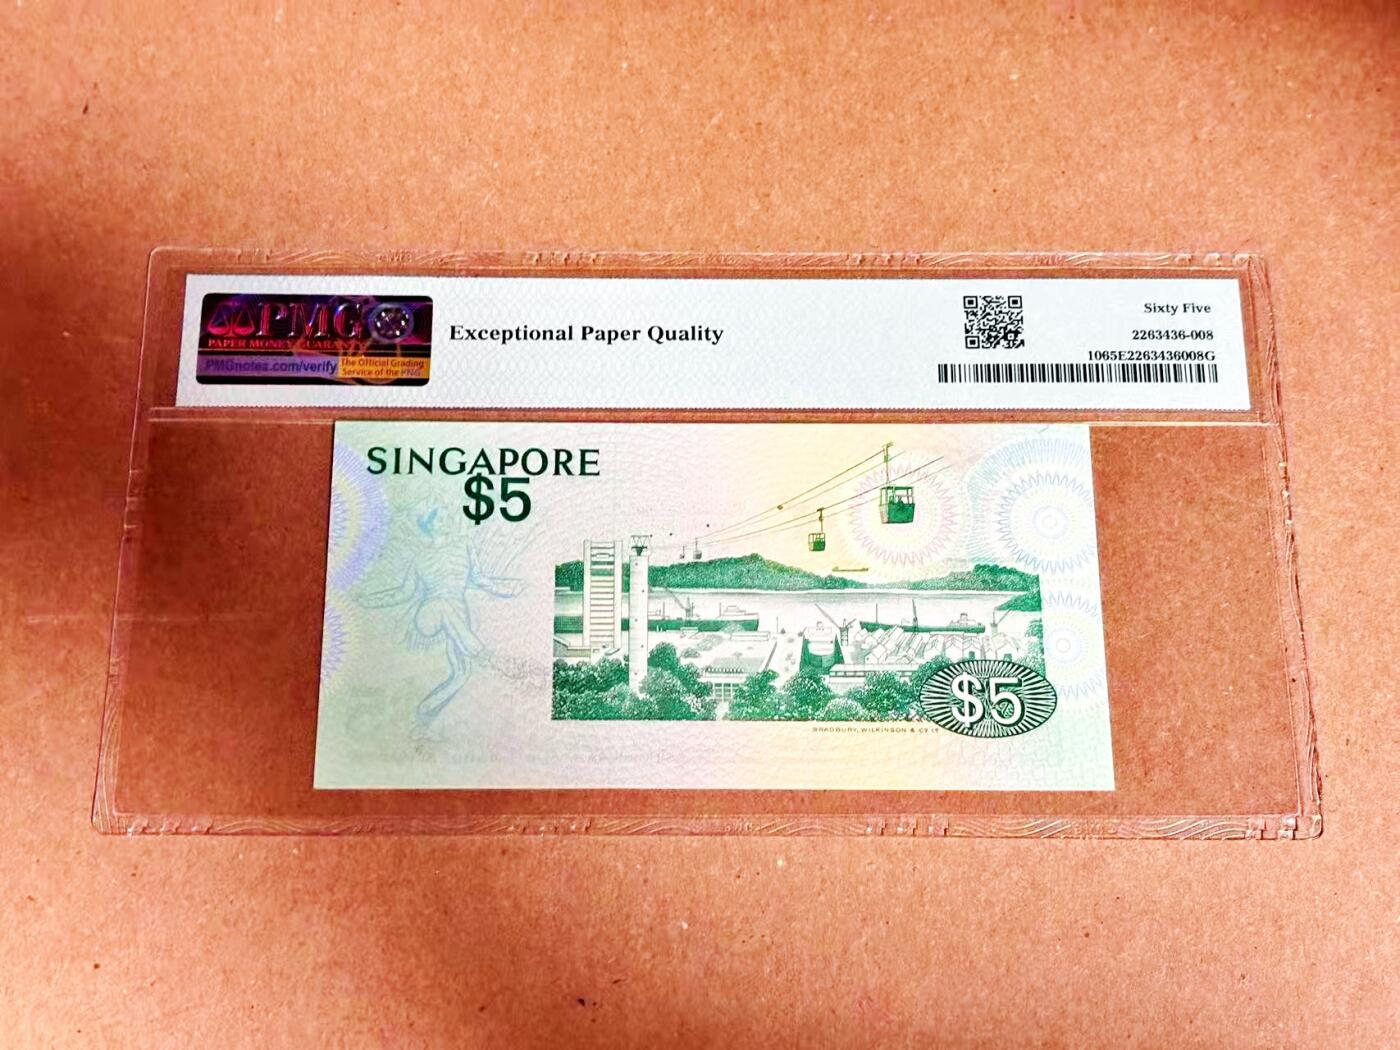 PMG
PAPER MONEY GUARANTY
PMGnotes.com/verify
The Official Grading
Service of the PNG
Exceptional Paper Quality
Sixty Five
2263436-008
1065E2263436008G
SINGAPORE
$5
$5
BRADBURY, WILKINSON & Cº